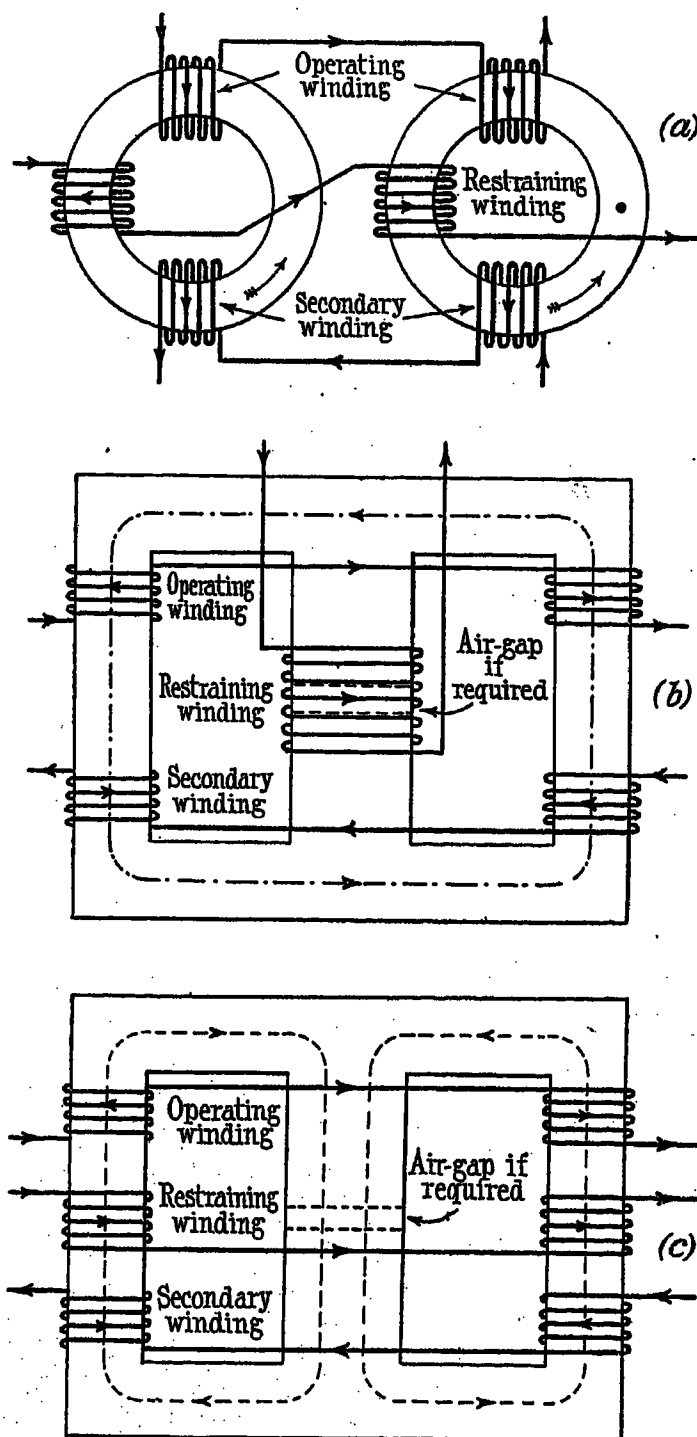 Operating
winding
(a)
Restraining
winding
Secondary
winding
Operating
winding
Air-gap
if
required
Restraining
winding
(b)
Secondary
winding
Operating
winding
Air-gap if
required
Restraining
winding
(c)
Secondary
winding